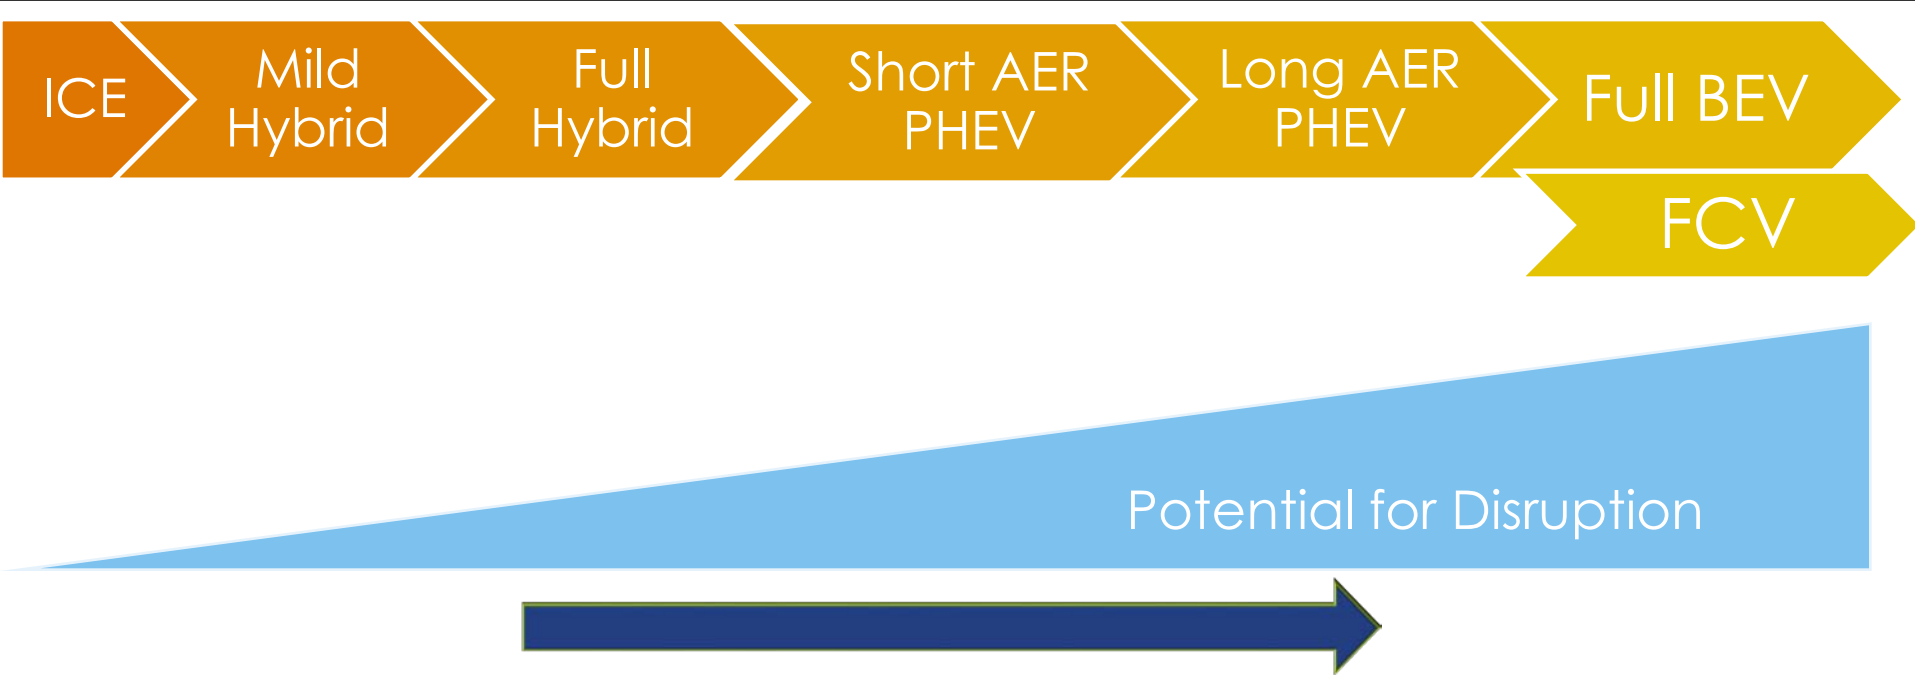 ICE
Mild
Hybrid
Full
Hybrid
Short AER
PHEV
Long AER
PHEV
Full BEV
FCV
Potential for Disruption